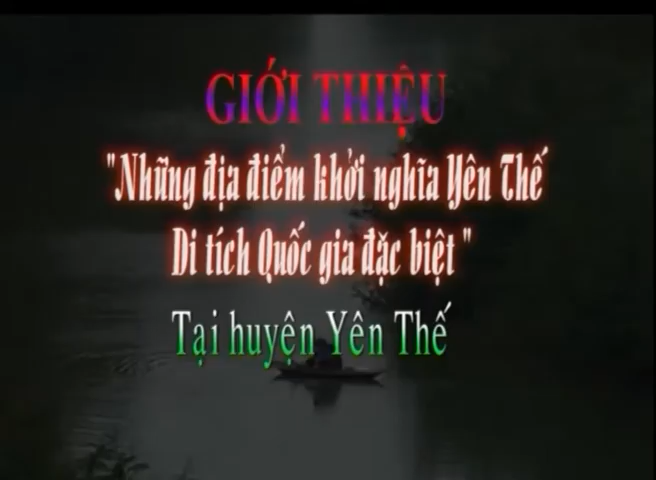 GIỚI THIỆU
"Những địa điểm khởi nghĩa Yên Thế
Di tích Quốc gia đặc biệt "
Tại huyện Yên Thế